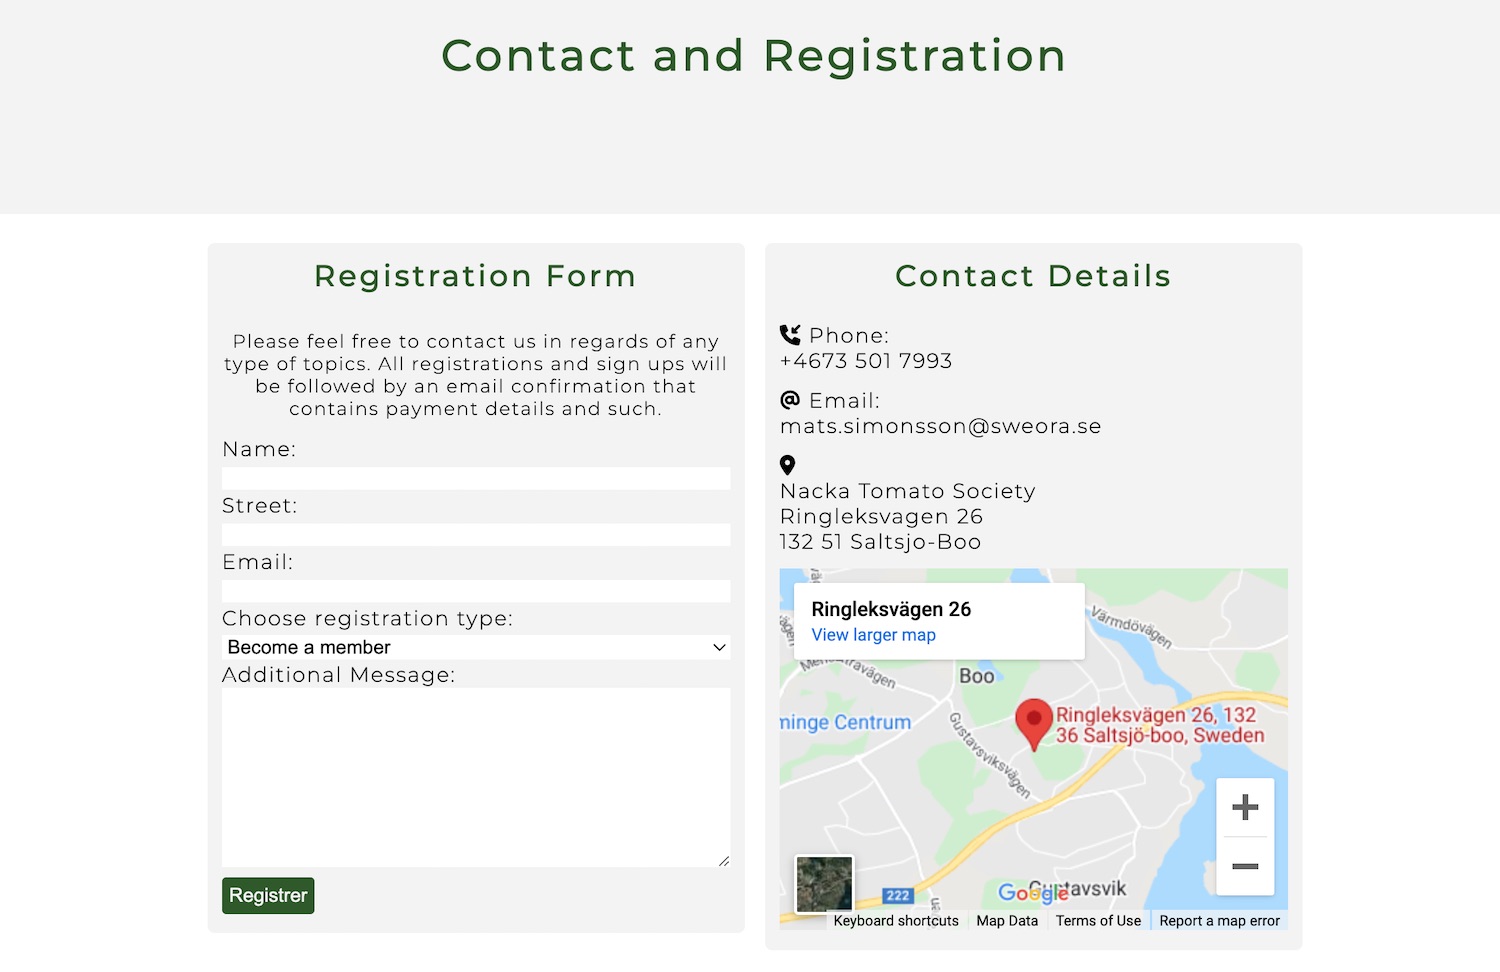 Contact and Registration
Registration Form
Please feel free to contact us in regards of any
type of topics. All registrations and sign ups will
be followed by an email confirmation that
contains payment details and such.
Name:
Street:
Email:
Choose registration type:
Become a member
Additional Message:
Registrer
Contact Details
Phone:
+4673 501 7993
Email:
mats.simonsson@sweora.se
Nacka Tomato Society
Ringleksvagen 26
132 51 Saltsjo-Boo
Ringleksvägen 26
View larger map
Värmdövägen
Boo
minge Centrum
Gustavsviksvägen
Ringleksvägen 26, 132
36 Saltsjö-boo, Sweden
222
Google
Gustavsvik
Keyboard shortcuts
Map Data
Terms of Use
Report a map error